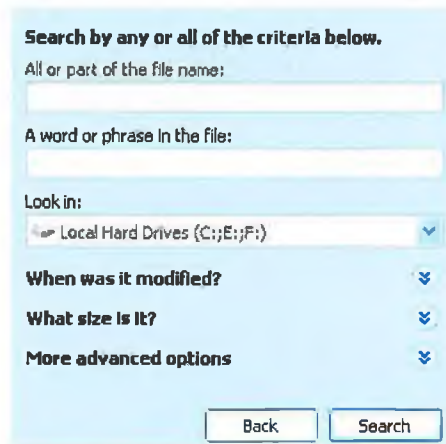 Search by any or all of the criteria below.
All or part of the file name:
A word or phrase in the file:
Look in:
Local Hard Drives (C:;E:;F:)
When was it modified?
What size is it?
More advanced options
Back Search